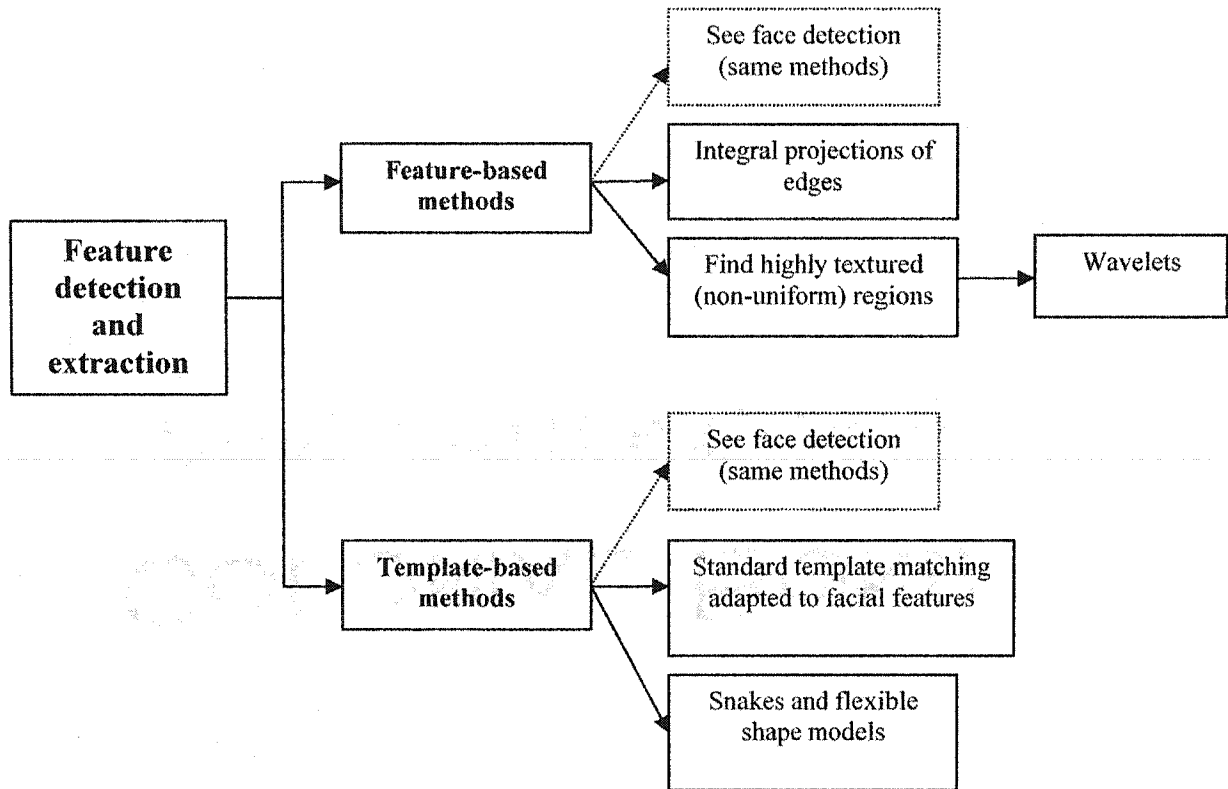 Feature
detection
and
extraction
Feature-based
methods
See face detection
(same methods)
Integral projections of
edges
Find highly textured
(non-uniform) regions
Wavelets
Template-based
methods
See face detection
(same methods)
Standard template matching
adapted to facial features
Snakes and flexible
shape models